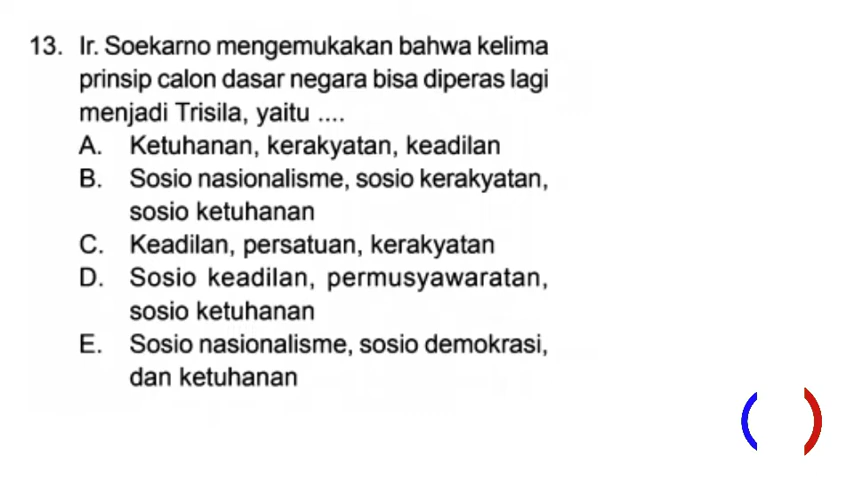 13. Ir. Soekarno mengemukakan bahwa kelima
prinsip calon dasar negara bisa diperas lagi
menjadi Trisila, yaitu ....
A. Ketuhanan, kerakyatan, keadilan
B. Sosio nasionalisme, sosio kerakyatan,
sosio ketuhanan
C. Keadilan, persatuan, kerakyatan
D. Sosio keadilan, permusyawaratan,
sosio ketuhanan
E. Sosio nasionalisme, sosio demokrasi,
dan ketuhanan
( )